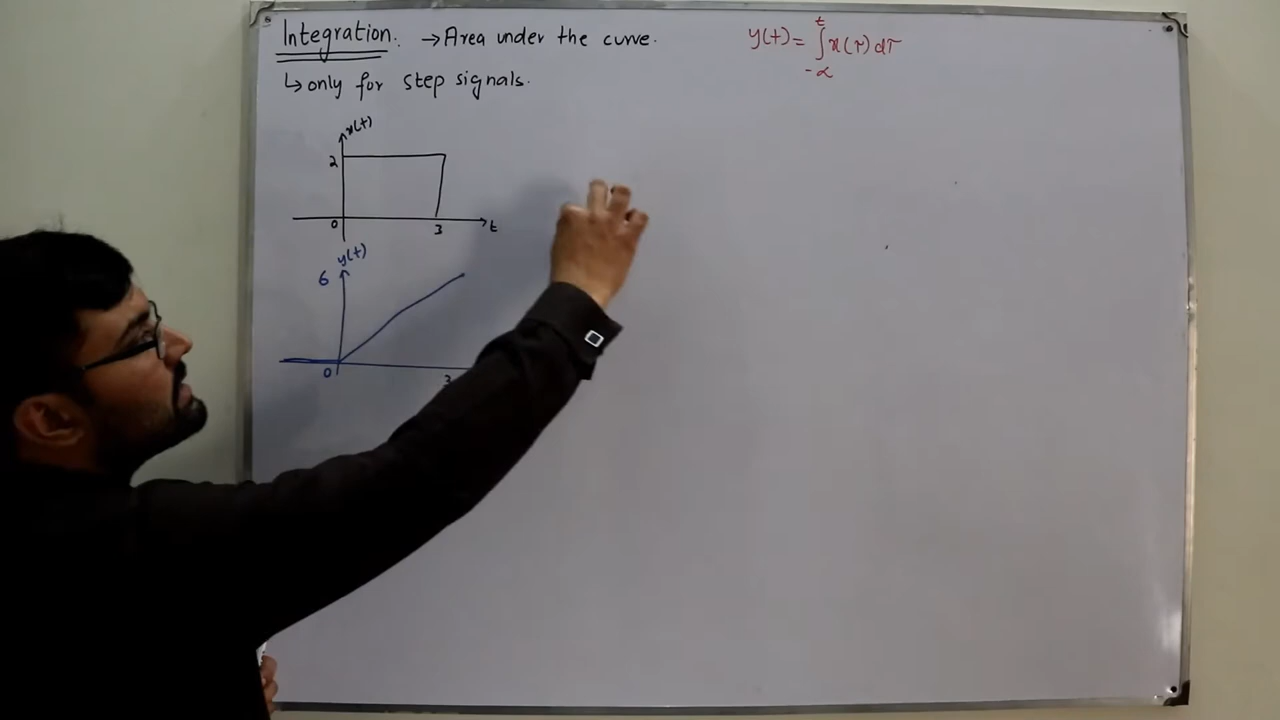 Integration. → Area under the curve.
y(t) = ∫ x(τ) dτ
t
-∝
↳ only for step signals.
x(t)
2
0
3
t
y(t)
6
0
3